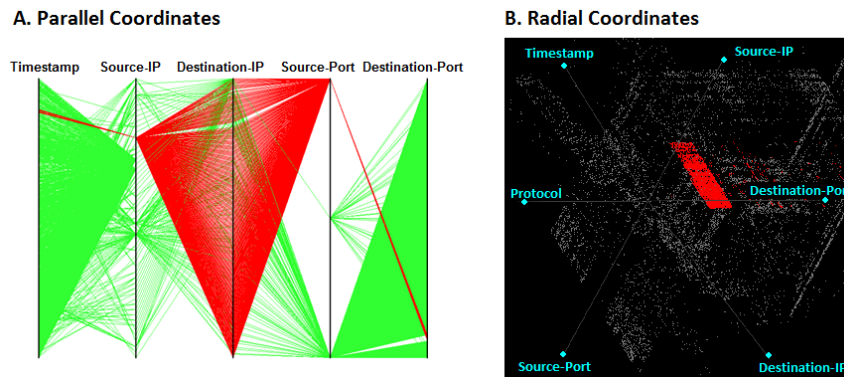 A. Parallel Coordinates
Timestamp Source-IP Destination-IP Source-Port Destination-Port
B. Radial Coordinates
Timestamp
Source-IP
Protocol
Destination-Por
Source-Port
Destination-IP